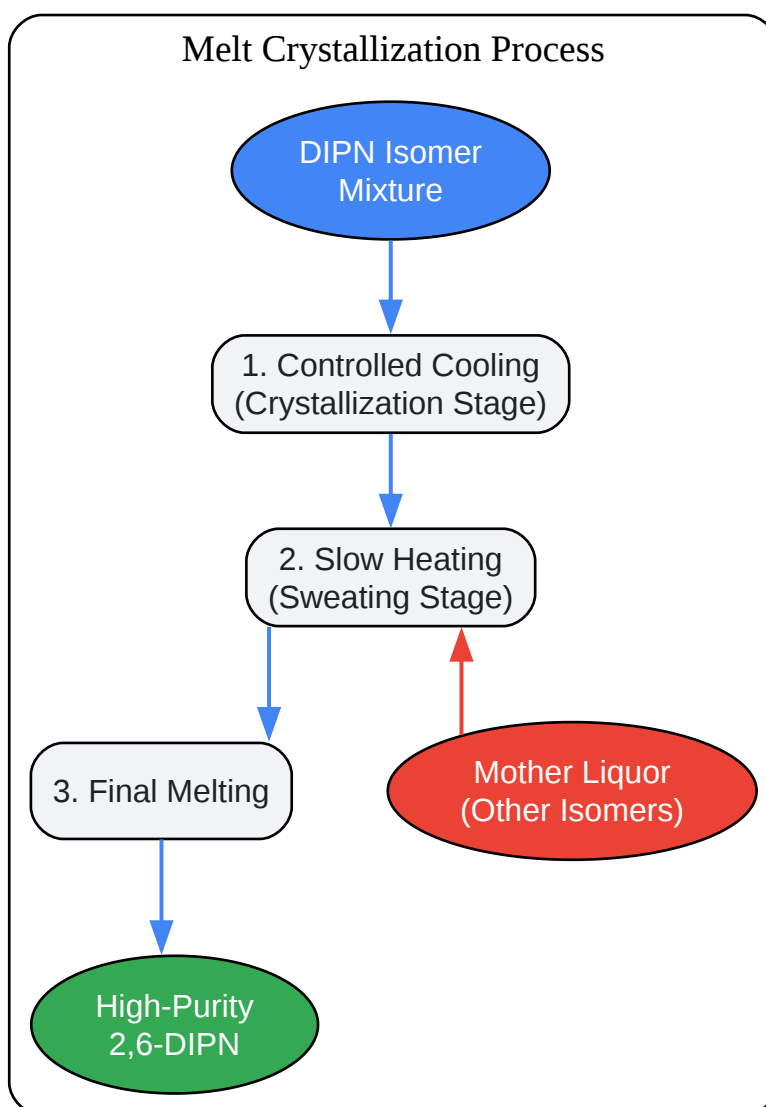 Melt Crystallization Process
DIPN Isomer
Mixture
1. Controlled Cooling
(Crystallization Stage)
2. Slow Heating
(Sweating Stage)
3. Final Melting
Mother Liquor
(Other Isomers)
High-Purity
2,6-DIPN